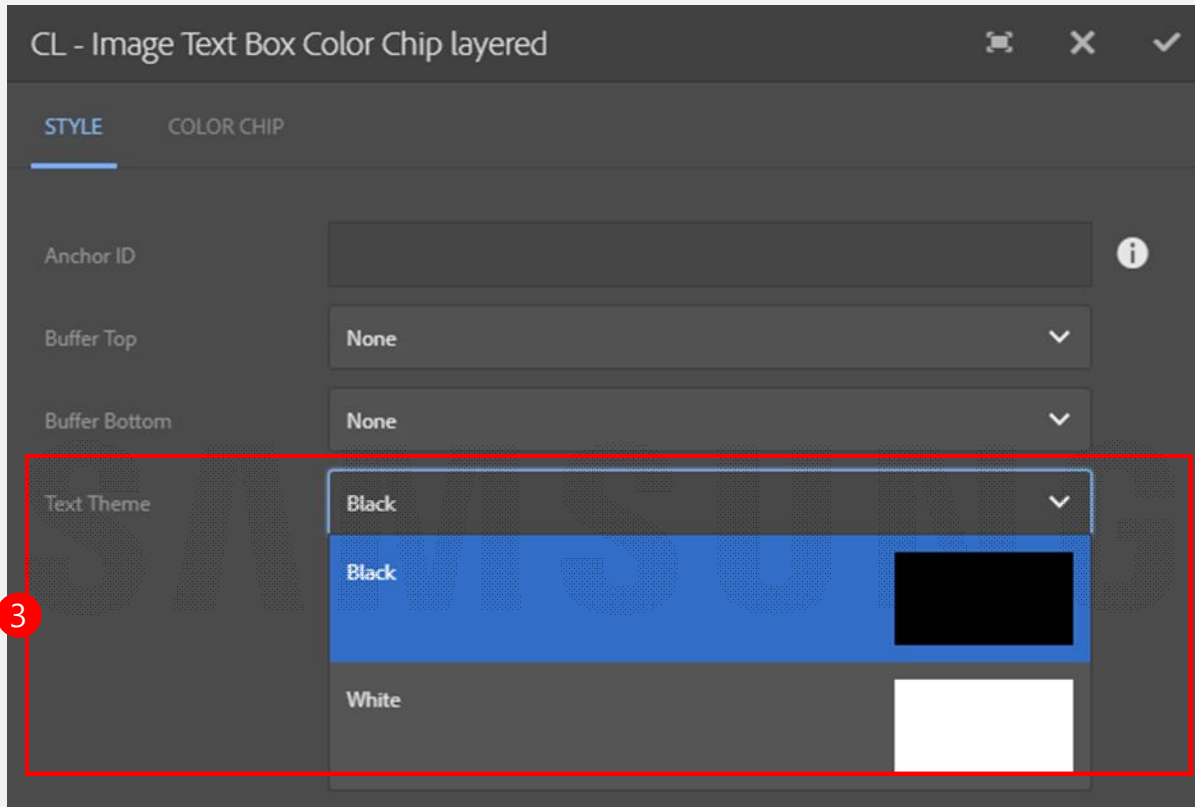 CL - Image Text Box Color Chip layered
STYLE COLOR CHIP
Anchor ID
Buffer Top None
Buffer Bottom None
SAMSUNG
Text Theme Black
Black
3
White